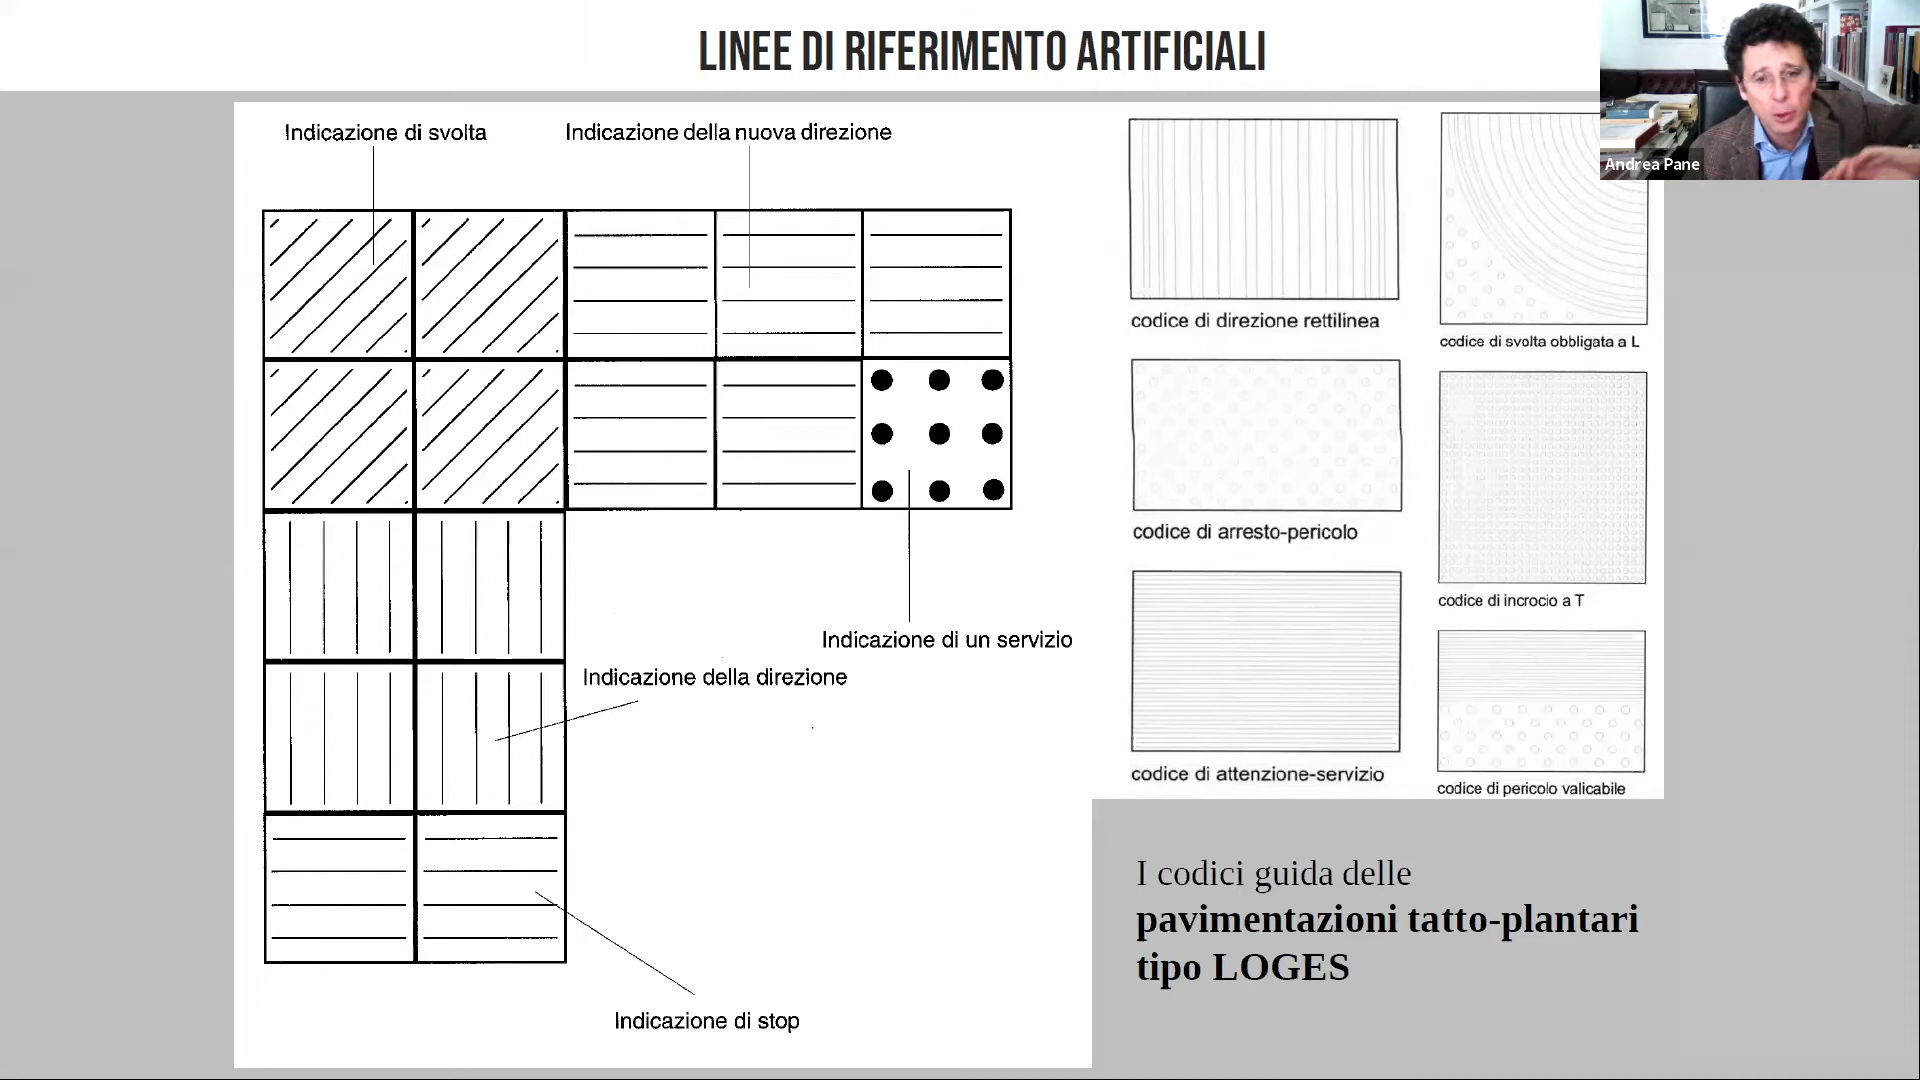 LINEE DI RIFERIMENTO ARTIFICIALI
Andrea Pane
Indicazione di svolta
Indicazione della nuova direzione
Indicazione di un servizio
Indicazione della direzione
Indicazione di stop
codice di direzione rettilinea
codice di svolta obbligata a L
codice di arresto-pericolo
codice di incrocio a T
codice di attenzione-servizio
codice di pericolo valicabile
I codici guida delle
pavimentazioni tatto-plantari
tipo LOGES